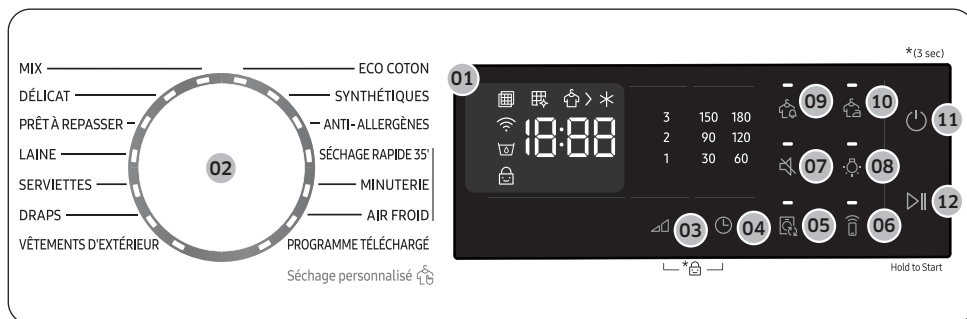 MIX
DÉLICAT
PRÊT À REPASSER
LAINE
SERVIETTES
DRAPS
VÊTEMENTS D'EXTÉRIEUR
02
ECO COTON
SYNTHÉTIQUES
ANTI-ALLERGÈNES
SÉCHAGE RAPIDE 35'
MINUTERIE
AIR FROID
PROGRAMME TÉLÉCHARGÉ
Séchage personnalisé
*(3 sec)
01
18:88
3 150 180
2 90 120
1 30 60
09 10
11
07 08
12
03 04 05 06
*
Hold to Start